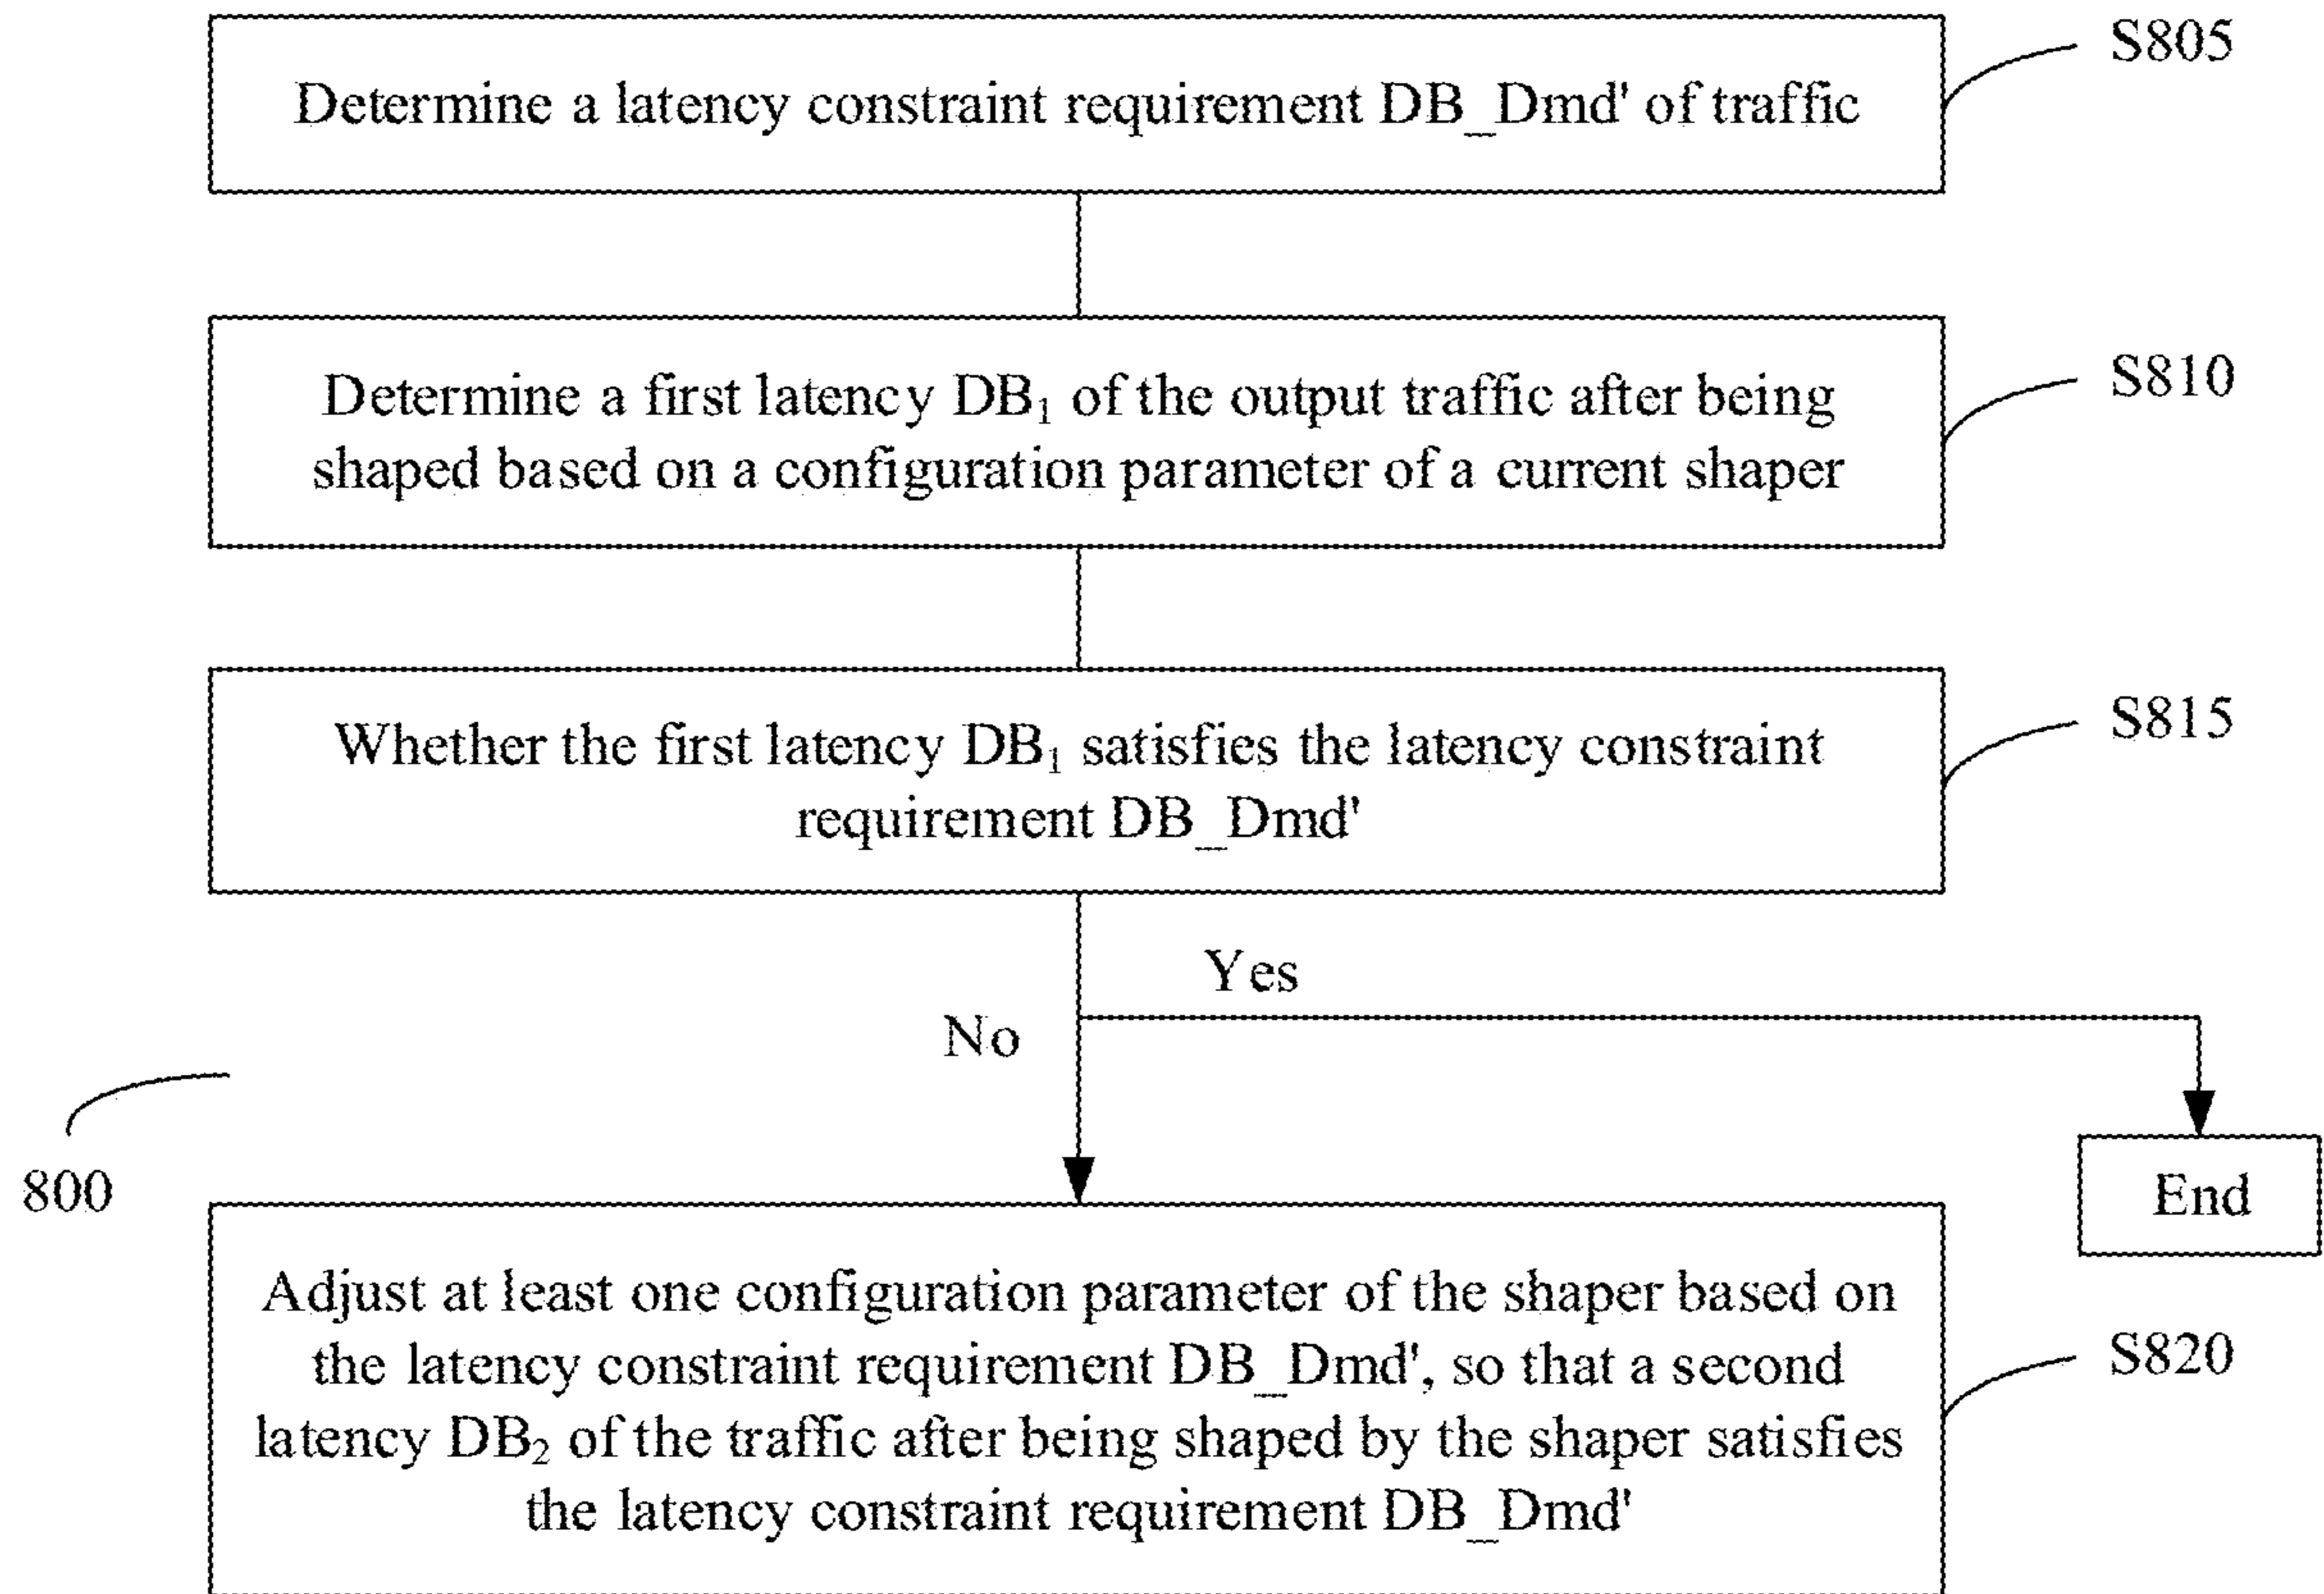 S805
Determine a latency constraint requirement DB_Dmd' of traffic
S810
Determine a first latency DB₁ of the output traffic after being
shaped based on a configuration parameter of a current shaper
S815
Whether the first latency DB₁ satisfies the latency constraint
requirement DB_Dmd'
Yes
No
800
End
Adjust at least one configuration parameter of the shaper based on
the latency constraint requirement DB_Dmd', so that a second
S820
latency DB₂ of the traffic after being shaped by the shaper satisfies
the latency constraint requirement DB_Dmd'